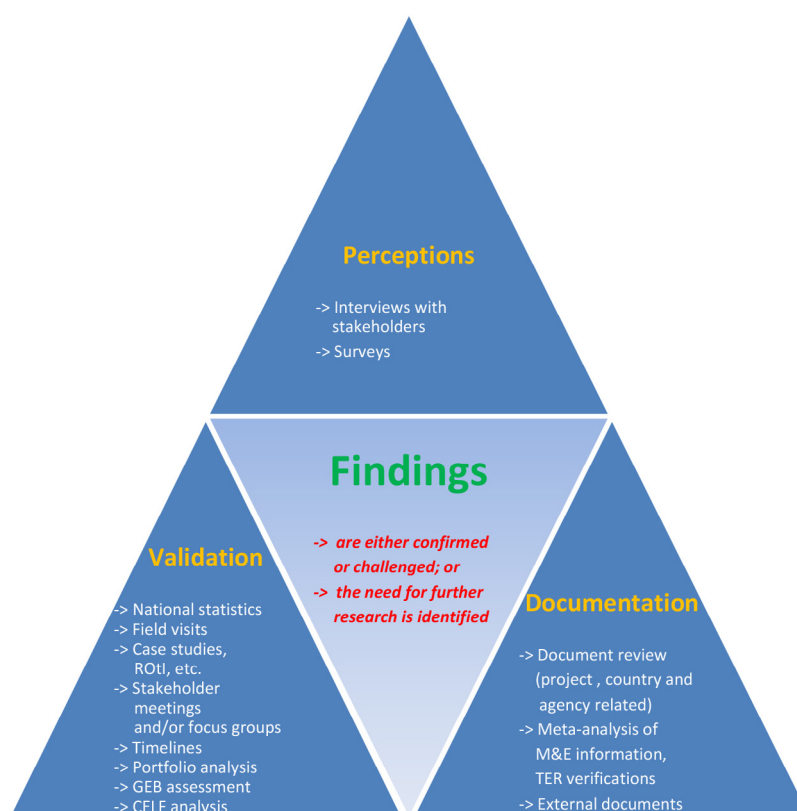 Perceptions
-> Interviews with
stakeholders
-> Surveys
Findings
-> are either confirmed
or challenged; or
-> the need for further
research is identified
Validation
-> National statistics
-> Field visits
-> Case studies,
ROtI, etc.
-> Stakeholder
meetings
and/or focus groups
-> Timelines
-> Portfolio analysis
-> GEB assessment
-> CELF analysis
Documentation
-> Document review
(project , country and
agency related)
-> Meta-analysis of
M&E information,
TER verifications
-> External documents